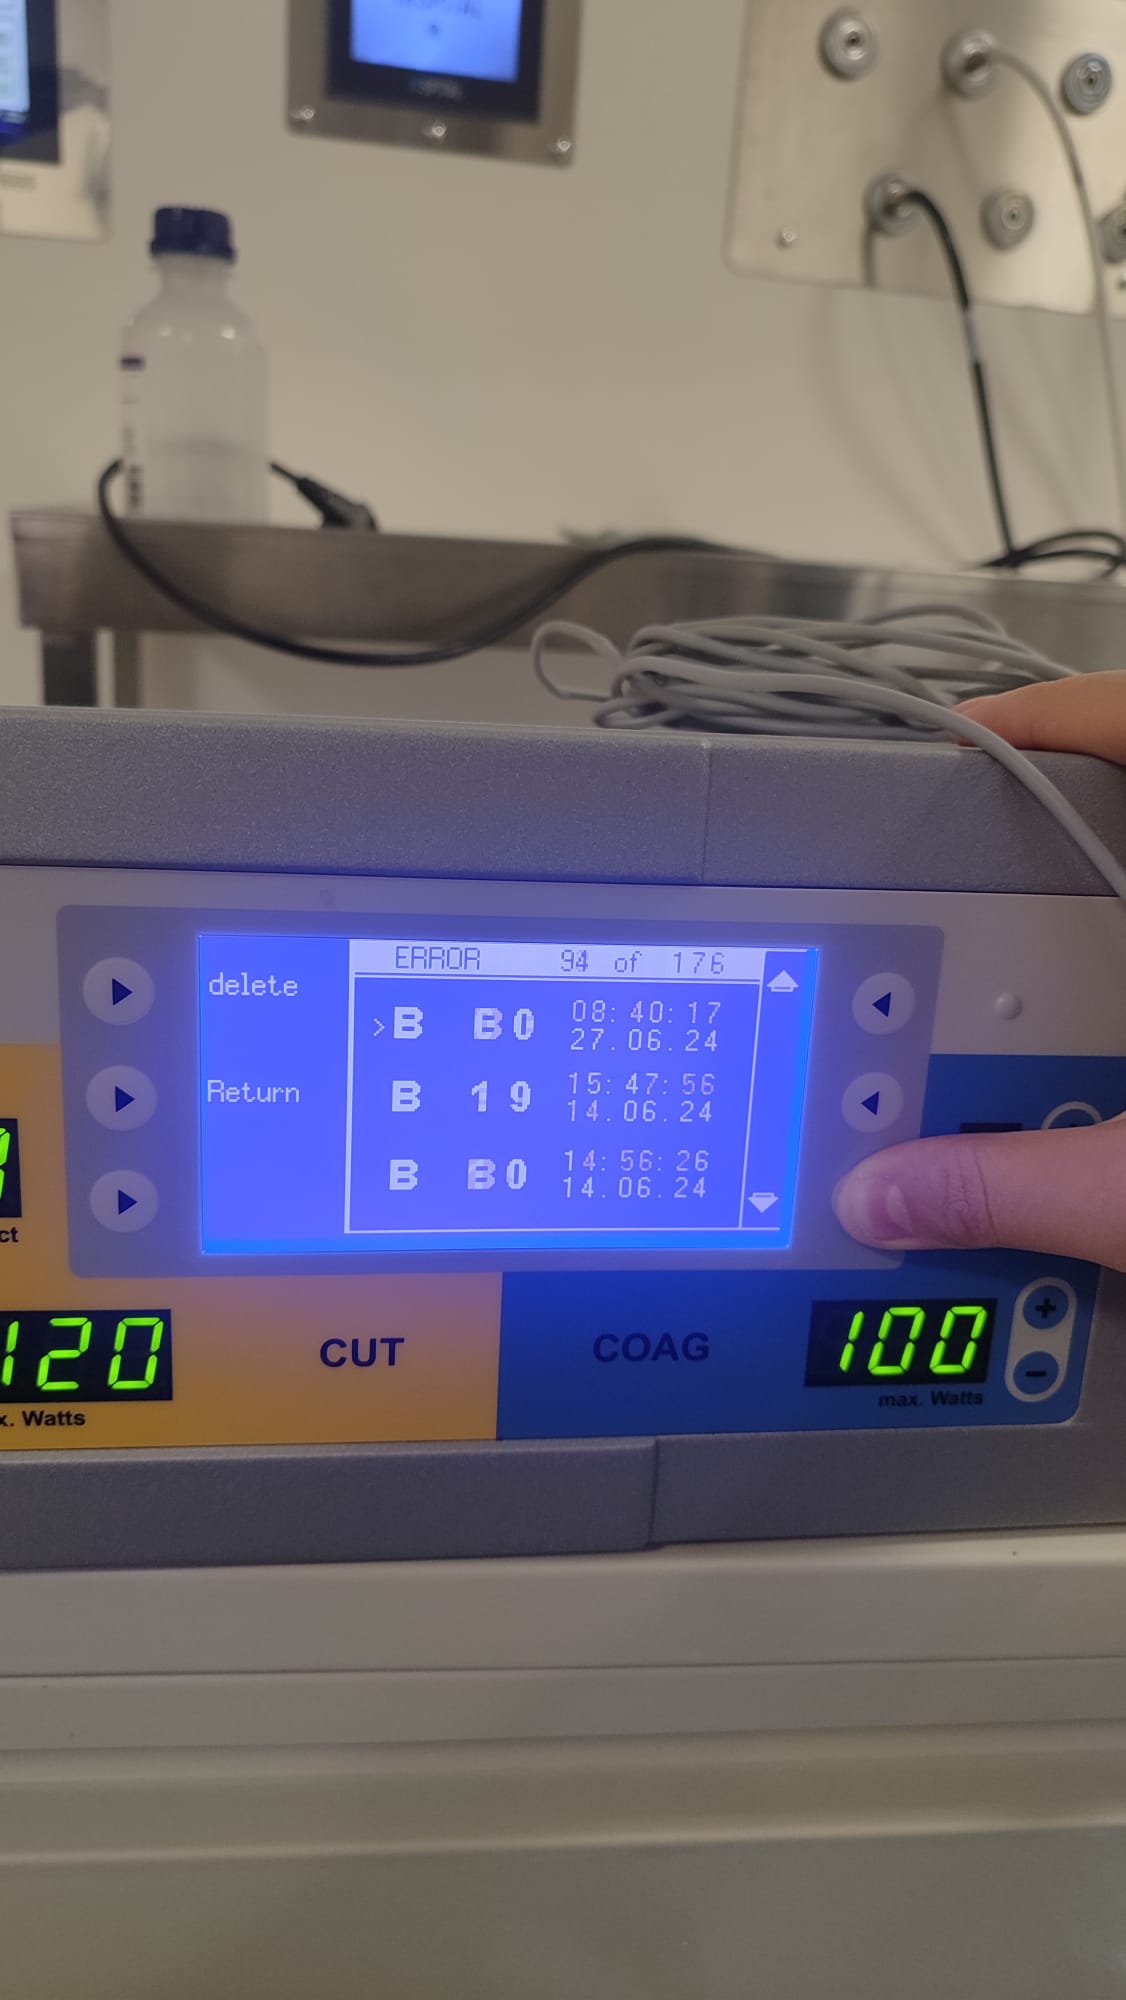 delete
Return
ERROR 94 of 176
>B B0 08:40:17
27.06.24
B 19 15:47:56
14.06.24
B B0 14:56:26
14.06.24
120
CUT
COAG
100
+
-
Watts
max. Watts